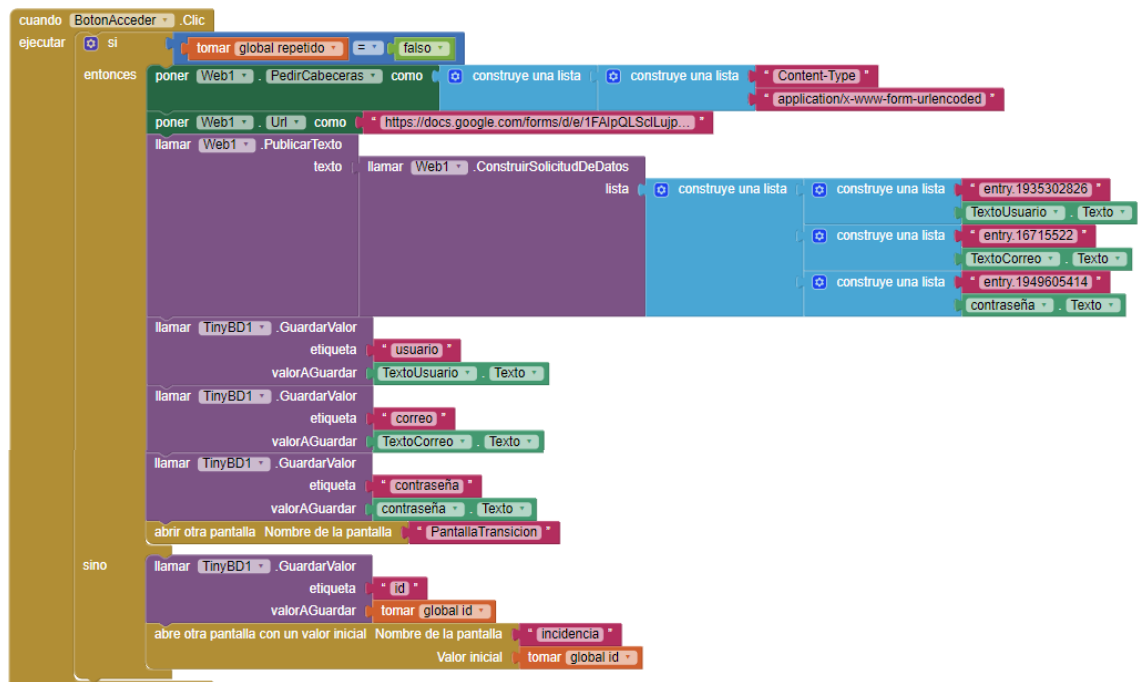 cuando BotonAcceder .Clic
ejecutar si tomar global repetido = falso
entonces poner Web1 . PedirCabeceras como construye una lista construye una lista " Content-Type "
" application/x-www-form-urlencoded "
poner Web1 . Url como " https://docs.google.com/forms/d/e/1FAIpQLScILujp... "
llamar Web1 .PublicarTexto
texto llamar Web1 .ConstruirSolicitudDeDatos
lista construye una lista construye una lista " entry.1935302826 "
TextoUsuario . Texto
construye una lista " entry.16715522 "
TextoCorreo . Texto
construye una lista " entry.1949605414 "
contraseña . Texto
llamar TinyBD1 .GuardarValor
etiqueta " usuario "
valorAGuardar TextoUsuario . Texto
llamar TinyBD1 .GuardarValor
etiqueta " correo "
valorAGuardar TextoCorreo . Texto
llamar TinyBD1 .GuardarValor
etiqueta " contraseña "
valorAGuardar contraseña . Texto
abrir otra pantalla Nombre de la pantalla " PantallaTransicion "
sino llamar TinyBD1 .GuardarValor
etiqueta " id "
valorAGuardar tomar global id
abre otra pantalla con un valor inicial Nombre de la pantalla " incidencia "
Valor inicial tomar global id